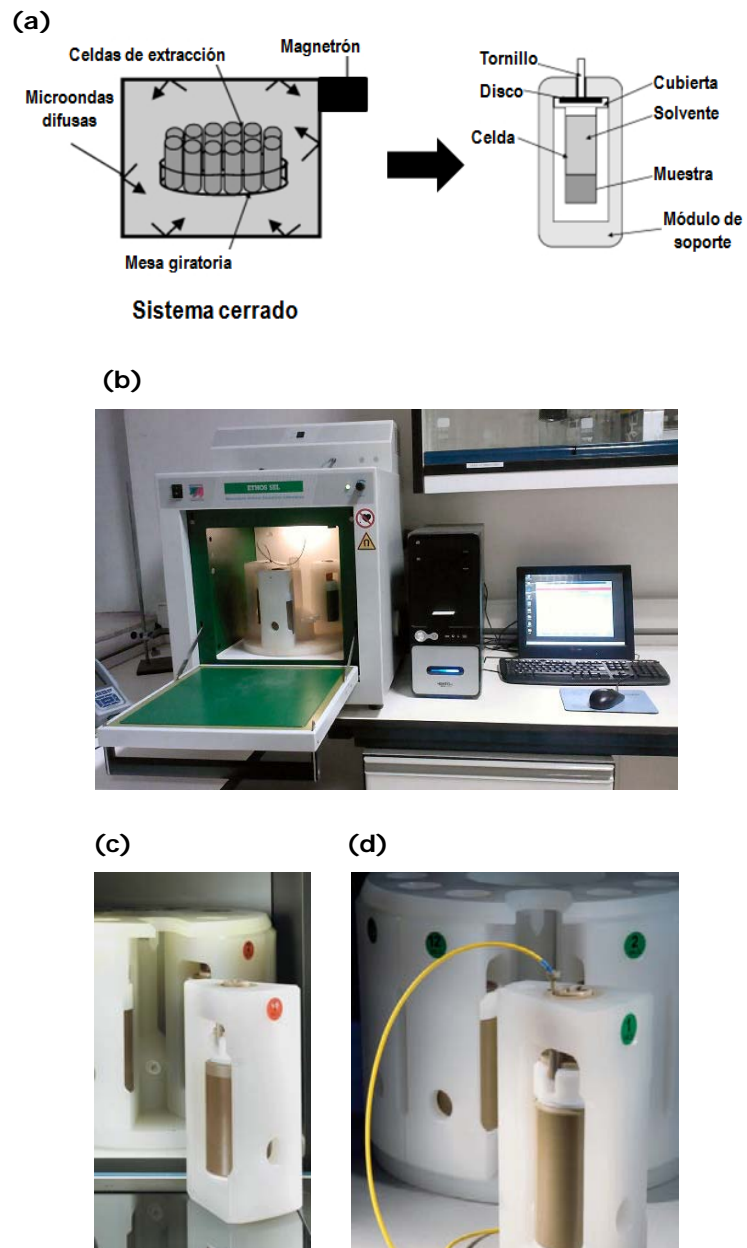 (a)
Celdas de extracción
Magnetrón
Microondas
difusas
Mesa giratoria
Sistema cerrado
Tornillo
Disco
Cubierta
Solvente
Celda
Muestra
Módulo de
soporte
(b)
ETHOS SEL
(c)
(d)
12
2
1